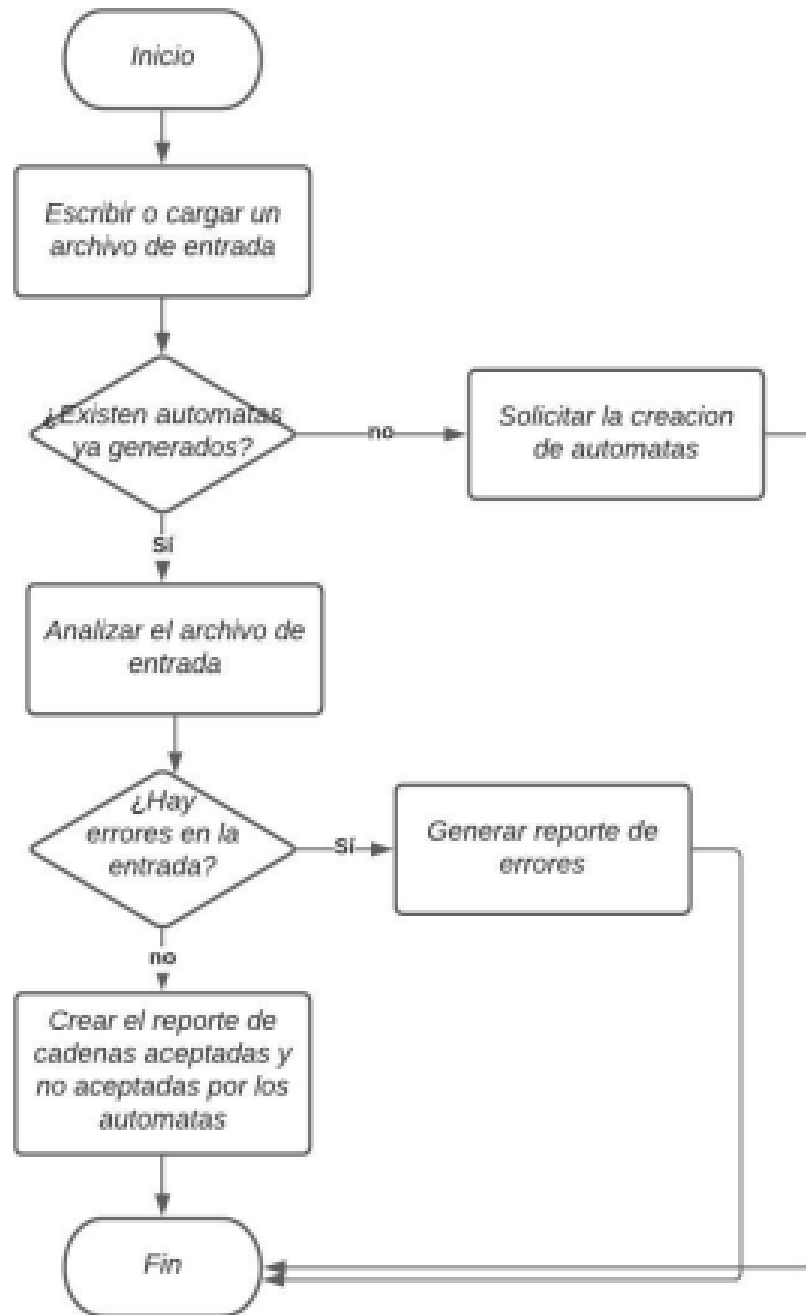 Inicio
Escribir o cargar un
archivo de entrada
¿Existen automatas
ya generados?
no
Solicitar la creacion
de automatas
Sí
Analizar el archivo de
entrada
¿Hay
errores en la
entrada?
Sí
Generar reporte de
errores
no
Crear el reporte de
cadenas aceptadas y
no aceptadas por los
automatas
Fin